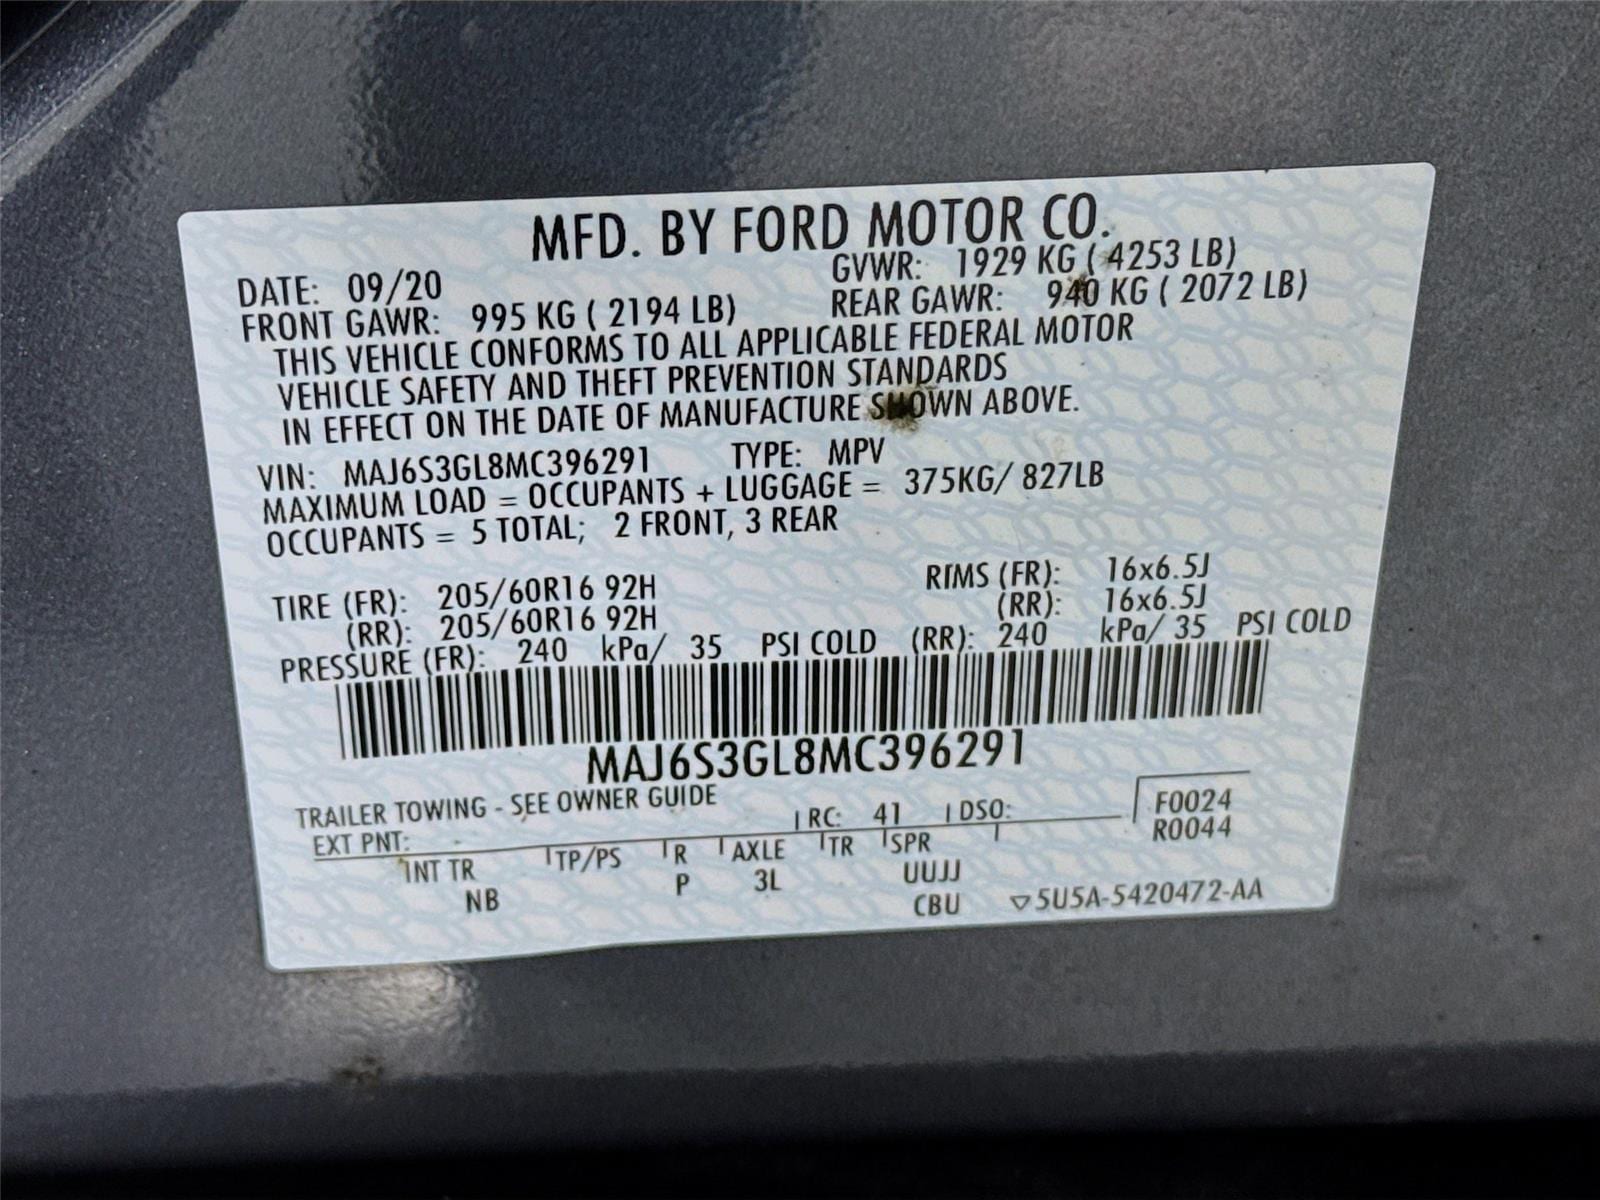 MFD. BY FORD MOTOR CO.
DATE: 09/20 GVWR: 1929 KG ( 4253 LB)
FRONT GAWR: 995 KG ( 2194 LB) REAR GAWR: 940 KG ( 2072 LB)
THIS VEHICLE CONFORMS TO ALL APPLICABLE FEDERAL MOTOR
VEHICLE SAFETY AND THEFT PREVENTION STANDARDS
IN EFFECT ON THE DATE OF MANUFACTURE SHOWN ABOVE.
VIN: MAJ6S3GL8MC396291 TYPE: MPV
MAXIMUM LOAD = OCCUPANTS + LUGGAGE = 375KG/ 827LB
OCCUPANTS = 5 TOTAL; 2 FRONT, 3 REAR
TIRE (FR): 205/60R16 92H RIMS (FR): 16x6.5J
(RR): 205/60R16 92H (RR): 16x6.5J
PRESSURE (FR): 240 kPa/ 35 PSI COLD (RR): 240 kPa/ 35 PSI COLD
MAJ6S3GL8MC396291
TRAILER TOWING - SEE OWNER GUIDE
EXT PNT: RC: 41 DSO: F0024
R0044
INT TR TP/PS R AXLE TR SPR
NB P 3L UUJJ
CBU ▽5U5A-5420472-AA